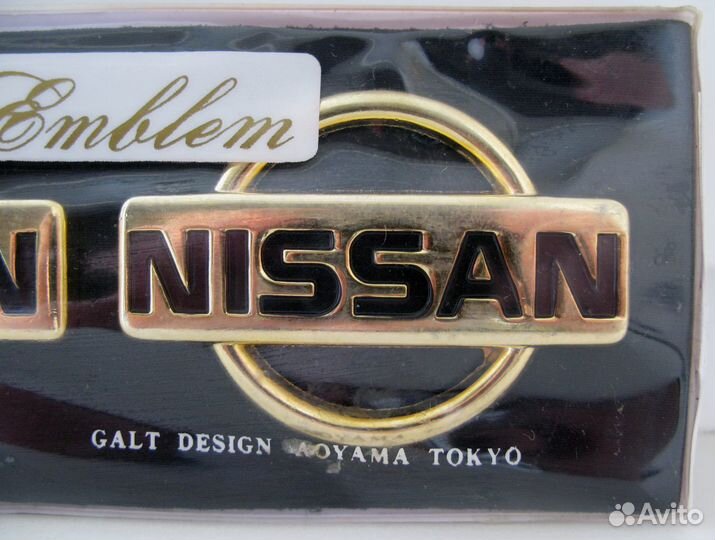 Emblem
N NISSAN
GALT DESIGN AOYAMA TOKYO
Avito